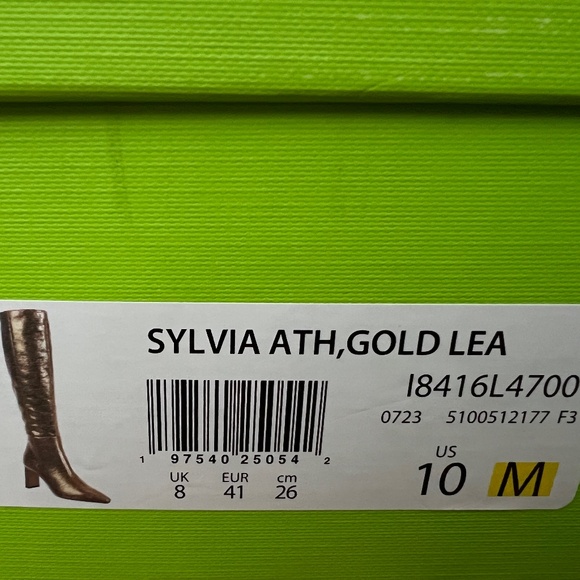 SYLVIA ATH,GOLD LEA
I8416L4700
0723 5100512177 F3
1 97540 25054 2
UK EUR cm
8 41 26
US
10 M